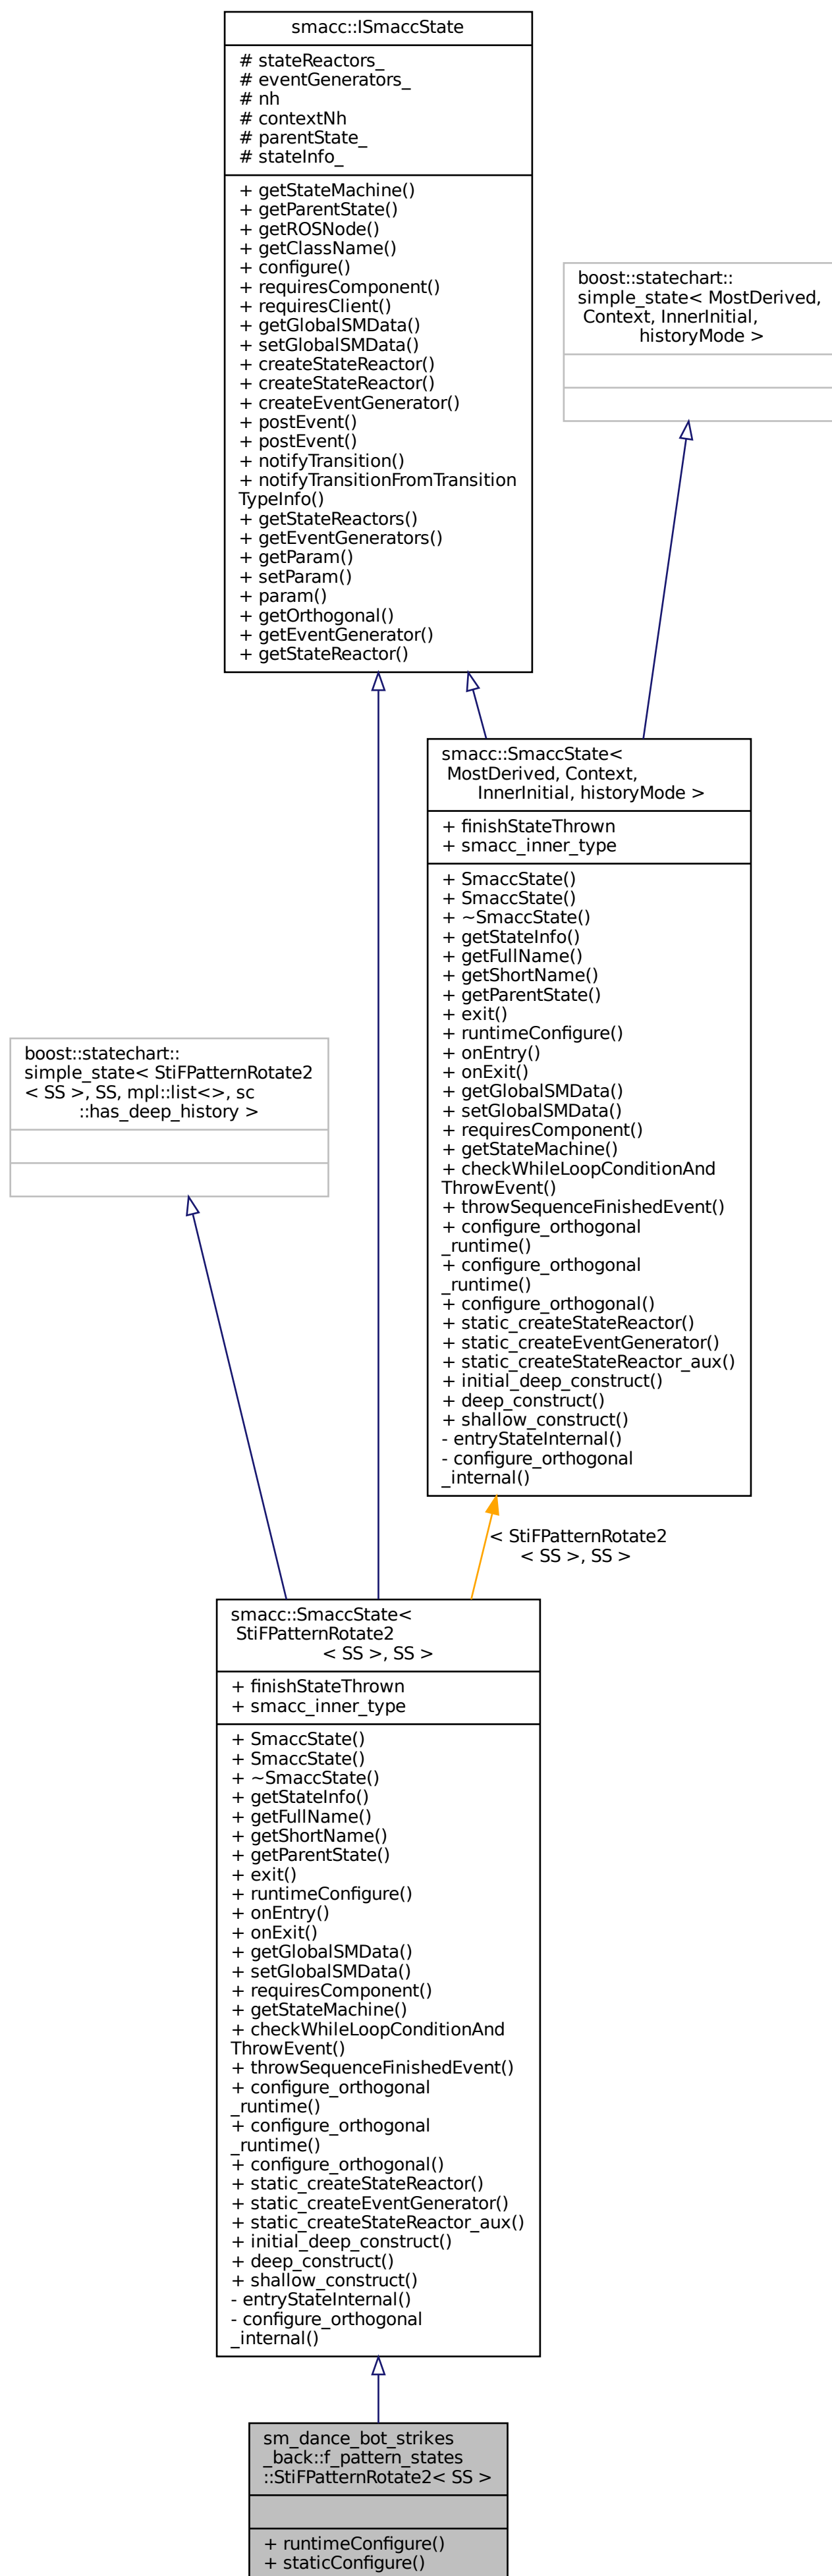 smacc::ISmaccState
# stateReactors_
# eventGenerators_
# nh
# contextNh
# parentState_
# stateInfo_
+ getStateMachine()
+ getParentState()
+ getROSNode()
+ getClassName()
+ configure()
+ requiresComponent()
+ requiresClient()
+ getGlobalSMData()
+ setGlobalSMData()
+ createStateReactor()
+ createStateReactor()
+ createEventGenerator()
+ postEvent()
+ postEvent()
+ notifyTransition()
+ notifyTransitionFromTransition
TypeInfo()
+ getStateReactors()
+ getEventGenerators()
+ getParam()
+ setParam()
+ param()
+ getOrthogonal()
+ getEventGenerator()
+ getStateReactor()
boost::statechart::
simple_state< MostDerived,
Context, InnerInitial,
historyMode >
smacc::SmaccState<
MostDerived, Context,
InnerInitial, historyMode >
+ finishStateThrown
+ smacc_inner_type
+ SmaccState()
+ SmaccState()
+ ~SmaccState()
+ getStateInfo()
+ getFullName()
+ getShortName()
+ getParentState()
+ exit()
+ runtimeConfigure()
+ onEntry()
+ onExit()
+ getGlobalSMData()
+ setGlobalSMData()
+ requiresComponent()
+ getStateMachine()
+ checkWhileLoopConditionAnd
ThrowEvent()
+ throwSequenceFinishedEvent()
+ configure_orthogonal
_runtime()
+ configure_orthogonal
_runtime()
+ configure_orthogonal()
+ static_createStateReactor()
+ static_createEventGenerator()
+ static_createStateReactor_aux()
+ initial_deep_construct()
+ deep_construct()
+ shallow_construct()
- entryStateInternal()
- configure_orthogonal
_internal()
boost::statechart::
simple_state< StiFPatternRotate2
< SS >, SS, mpl::list<>, sc
::has_deep_history >
< StiFPatternRotate2
< SS >, SS >
smacc::SmaccState<
StiFPatternRotate2
< SS >, SS >
+ finishStateThrown
+ smacc_inner_type
+ SmaccState()
+ SmaccState()
+ ~SmaccState()
+ getStateInfo()
+ getFullName()
+ getShortName()
+ getParentState()
+ exit()
+ runtimeConfigure()
+ onEntry()
+ onExit()
+ getGlobalSMData()
+ setGlobalSMData()
+ requiresComponent()
+ getStateMachine()
+ checkWhileLoopConditionAnd
ThrowEvent()
+ throwSequenceFinishedEvent()
+ configure_orthogonal
_runtime()
+ configure_orthogonal
_runtime()
+ configure_orthogonal()
+ static_createStateReactor()
+ static_createEventGenerator()
+ static_createStateReactor_aux()
+ initial_deep_construct()
+ deep_construct()
+ shallow_construct()
- entryStateInternal()
- configure_orthogonal
_internal()
sm_dance_bot_strikes
_back::f_pattern_states
::StiFPatternRotate2< SS >
+ runtimeConfigure()
+ staticConfigure()